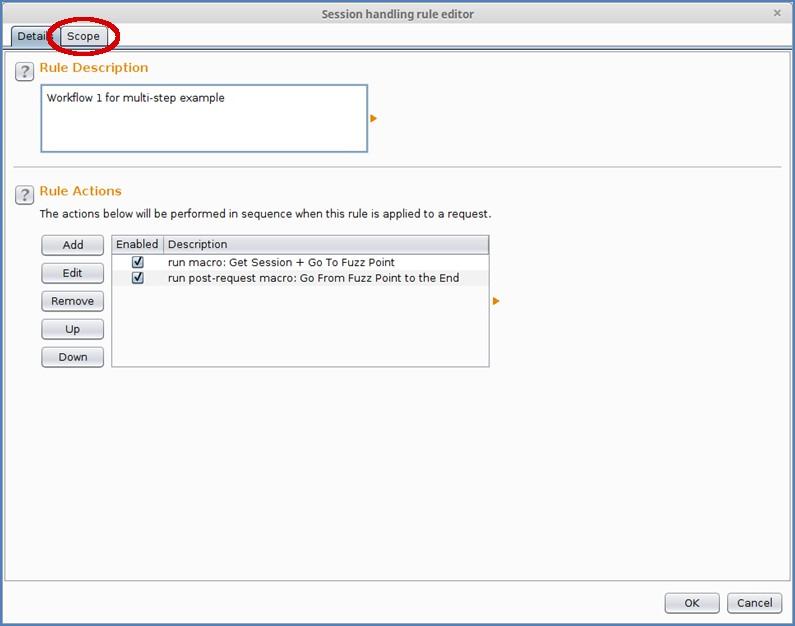 Session handling rule editor
Details Scope
? Rule Description
Workflow 1 for multi-step example
? Rule Actions
The actions below will be performed in sequence when this rule is applied to a request.
Add
Edit
Remove
Up
Down
Enabled Description
run macro: Get Session + Go To Fuzz Point
run post-request macro: Go From Fuzz Point to the End
OK Cancel